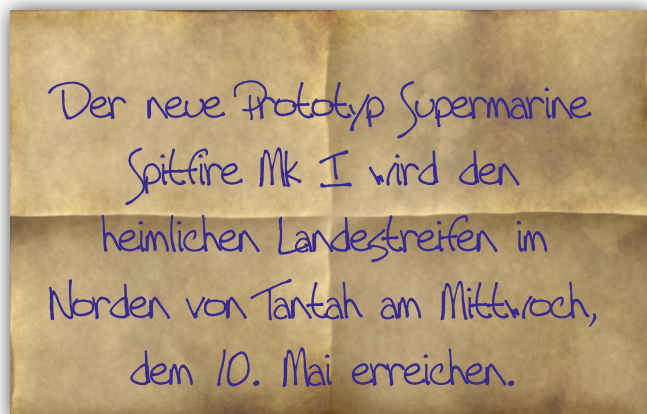 Der neue Prototyp Supermarine
Spitfire Mk I wird den
heimlichen Landestreifen im
Norden von Tantah am Mittwoch,
dem 10. Mai erreichen.